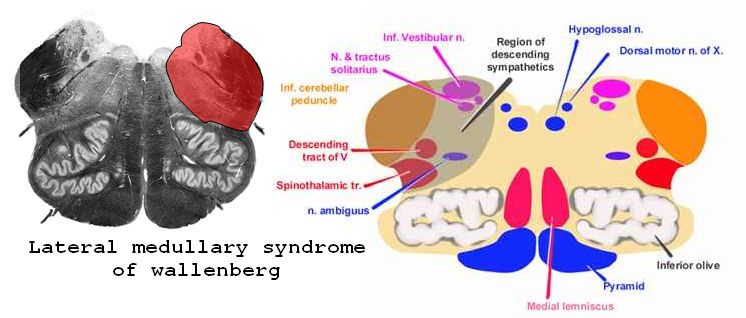 Lateral medullary syndrome
of wallenberg
Inf. Vestibular n.
N. & tractus
solitarius
Inf. cerebellar
peduncle
Descending
tract of V
Spinothalamic tr.
n. ambiguus
Region of
descending
sympathetics
Hypoglossal n.
Dorsal motor n. of X.
Inferior olive
Pyramid
Medial lemniscus